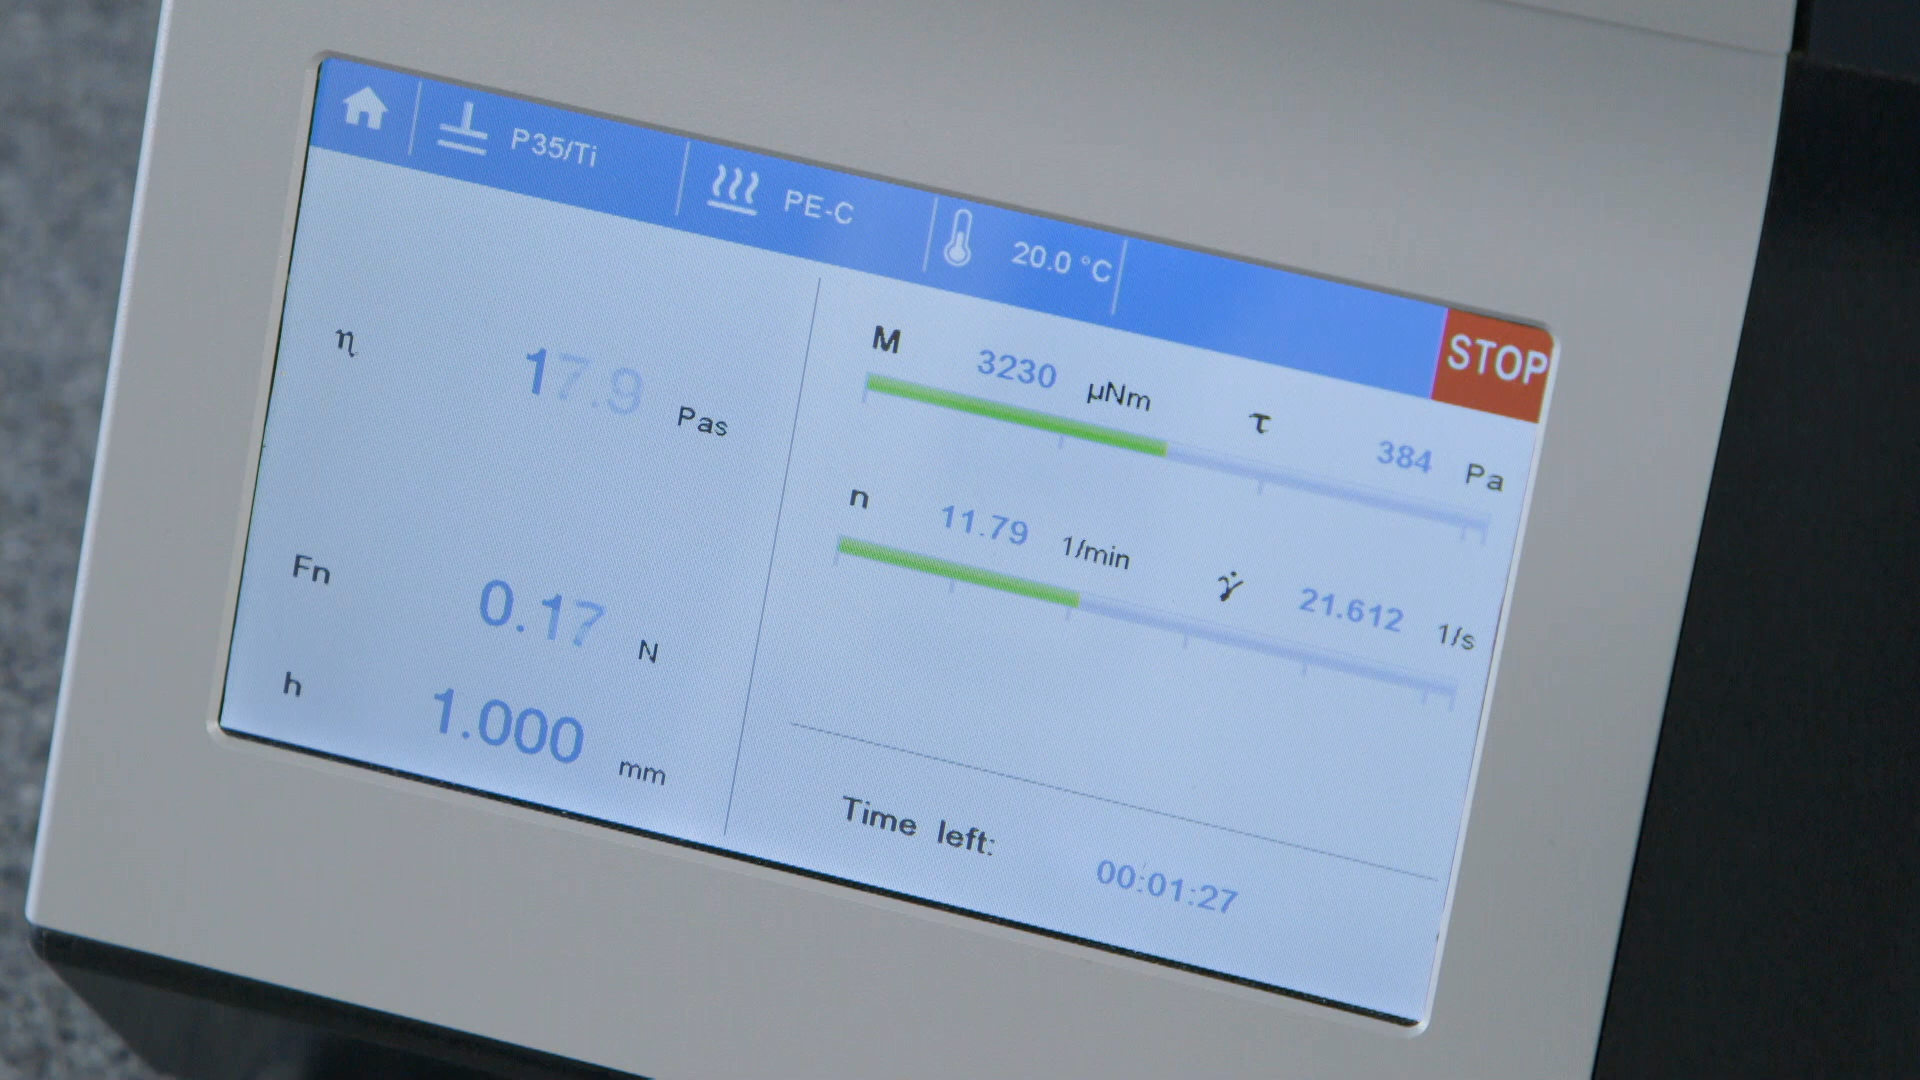 P35/Ti PE-C 20.0 °C STOP
η 17.9 Pas
Fn 0.17 N
h 1.000 mm
M 3230 µNm τ 384 Pa
n 11.79 1/min γ̇ 21.612 1/s
Time left: 00:01:27